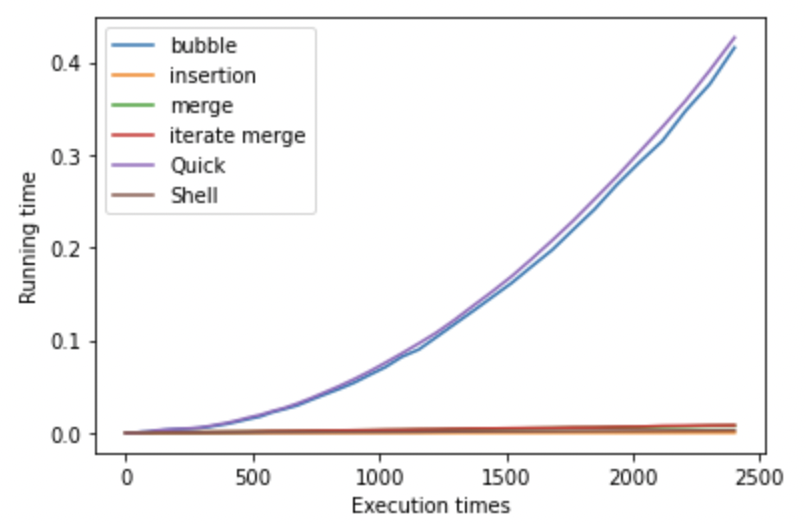 bubble
insertion
merge
iterate merge
Quick
Shell
0.4
0.3
0.2
0.1
0.0
Running time
0 500 1000 1500 2000 2500
Execution times